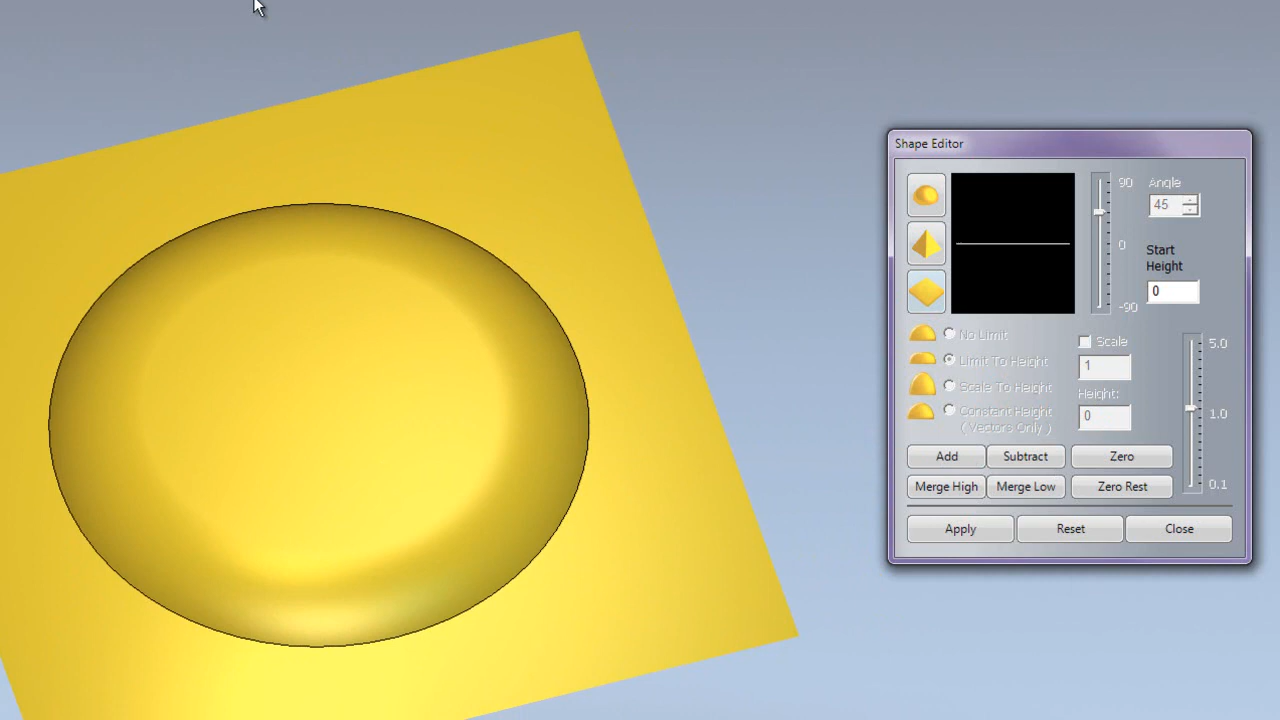 Shape Editor
90 Angle
45
0 Start
Height
0
-90
No Limit
Limit To Height
Scale To Height
Constant Height
( Vectors Only )
Scale
1
Height:
0
5.0
1.0
0.1
Add Subtract Zero
Merge High Merge Low Zero Rest
Apply Reset Close